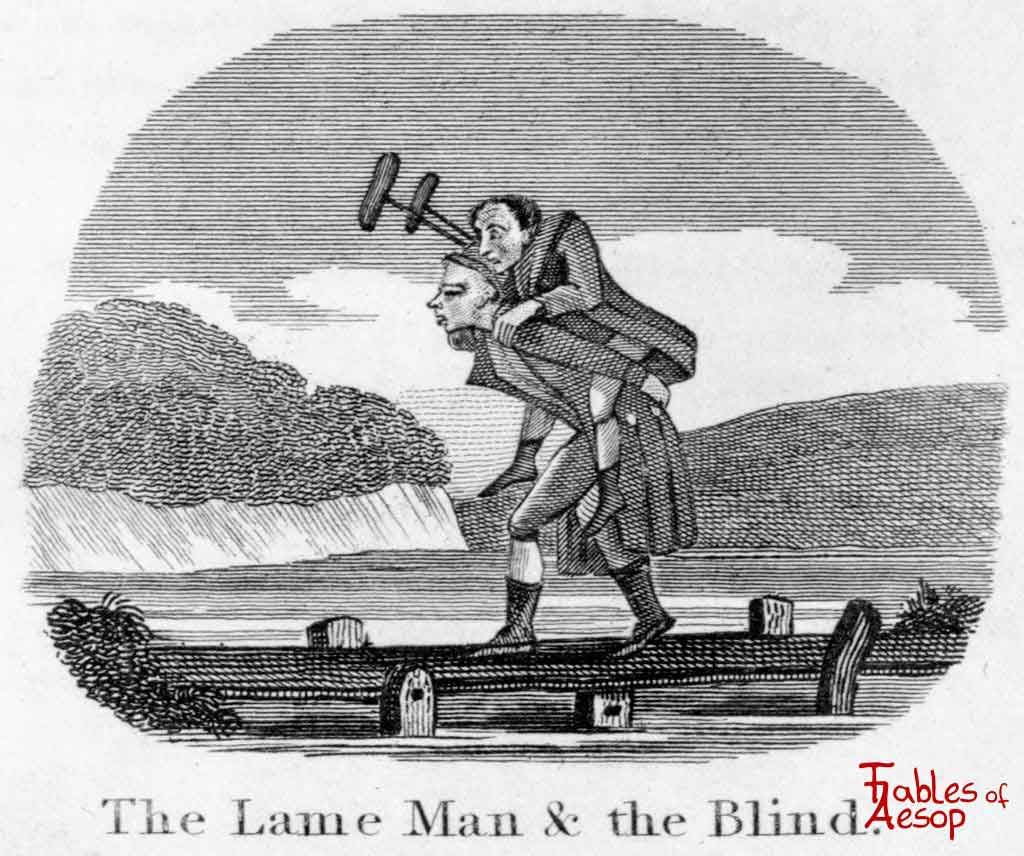 The Lame Man & the Blind.
Fables of
Aesop